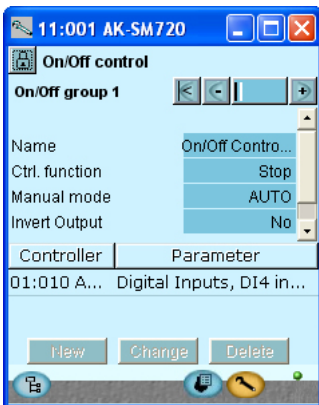 11:001 AK-SM720
On/Off control
On/Off group 1
Name On/Off Contro...
Ctrl. function Stop
Manual mode AUTO
Invert Output No
Controller Parameter
01:010 A... Digital Inputs, DI4 in...
New Change Delete